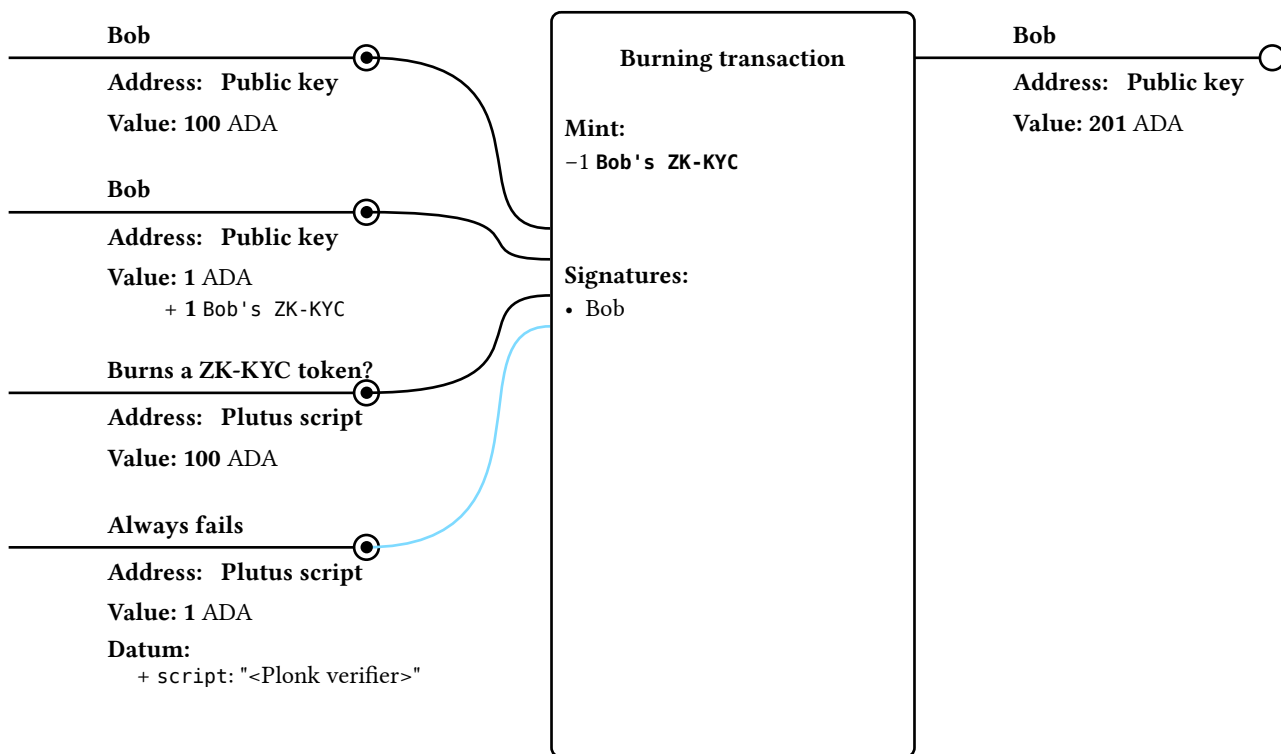 Bob
Address: Public key
Value: 100 ADA
Bob
Address: Public key
Value: 1 ADA
+ 1 Bob's ZK-KYC
Burns a ZK-KYC token?
Address: Plutus script
Value: 100 ADA
Always fails
Address: Plutus script
Value: 1 ADA
Datum:
+ script: "<Plonk verifier>"
Burning transaction
Mint:
−1 Bob's ZK-KYC
Signatures:
• Bob
Bob
Address: Public key
Value: 201 ADA